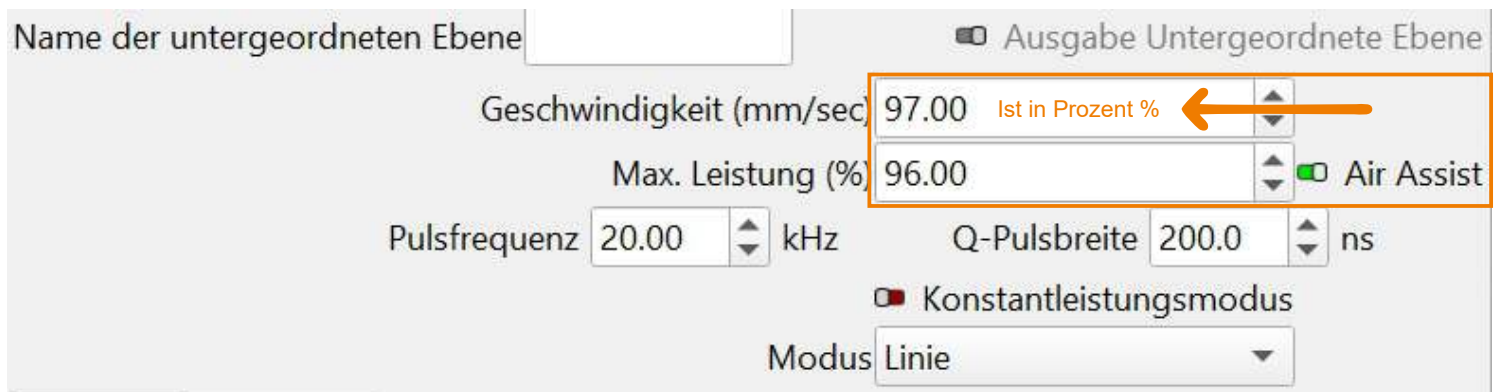 Name der untergeordneten Ebene Ausgabe Untergeordnete Ebene
Geschwindigkeit (mm/sec) 97.00 Ist in Prozent %
Max. Leistung (%) 96.00 Air Assist
Pulsfrequenz 20.00 kHz Q-Pulsbreite 200.0 ns
Konstantleistungsmodus
Modus Linie